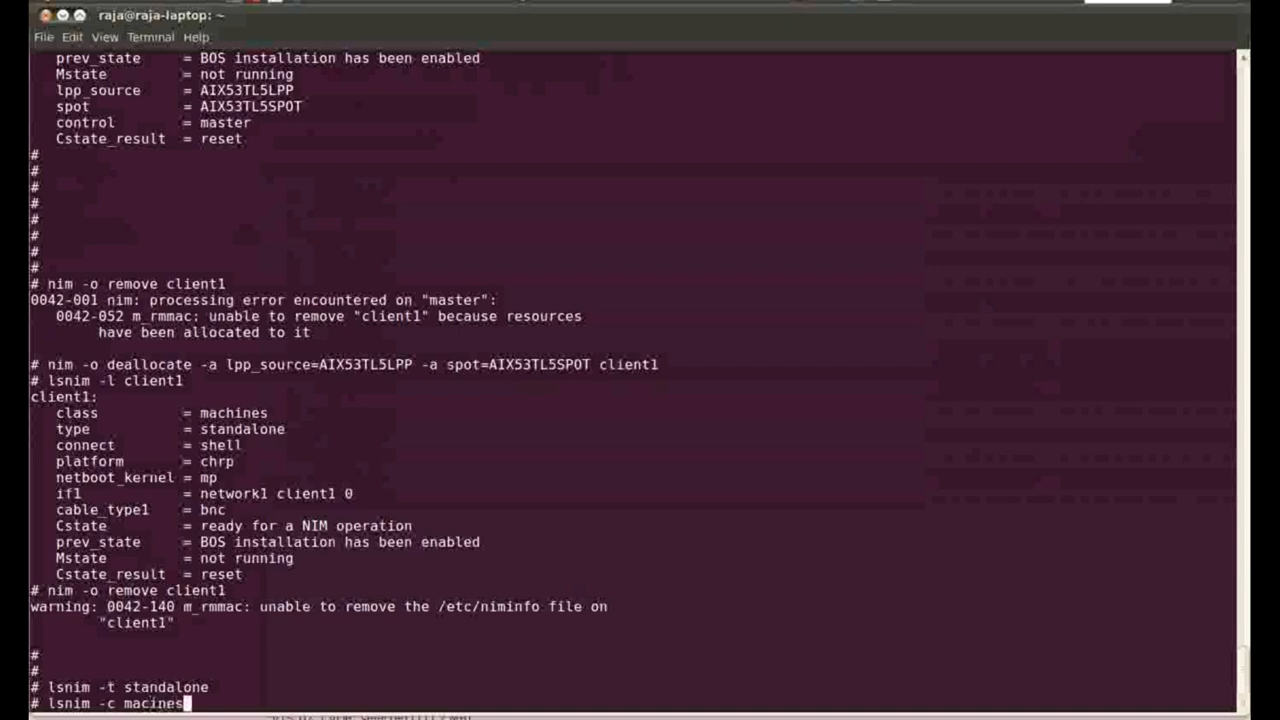 raja@raja-laptop: ~
File Edit View Terminal Help
prev_state = BOS installation has been enabled
Mstate = not running
lpp_source = AIX53TL5LPP
spot = AIX53TL5SPOT
control = master
Cstate_result = reset
#
#
#
#
#
#
#
#
# nim -o remove client1
0042-001 nim: processing error encountered on "master":
0042-052 m_rmmac: unable to remove "client1" because resources
have been allocated to it
# nim -o deallocate -a lpp_source=AIX53TL5LPP -a spot=AIX53TL5SPOT client1
# lsnim -l client1
client1:
class = machines
type = standalone
connect = shell
platform = chrp
netboot_kernel = mp
if1 = network1 client1 0
cable_type1 = bnc
Cstate = ready for a NIM operation
prev_state = BOS installation has been enabled
Mstate = not running
Cstate_result = reset
# nim -o remove client1
warning: 0042-140 m_rmmac: unable to remove the /etc/niminfo file on
"client1"
#
#
# lsnim -t standalone
# lsnim -c macines